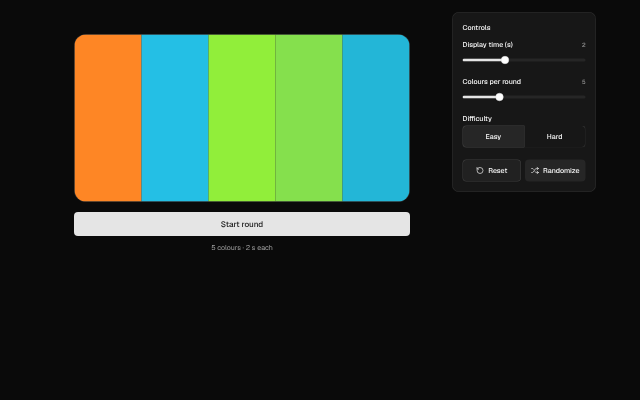 Controls
Display time (s) 2
Colours per round 5
Difficulty
Easy Hard
Reset Randomize
Start round
5 colours · 2 s each